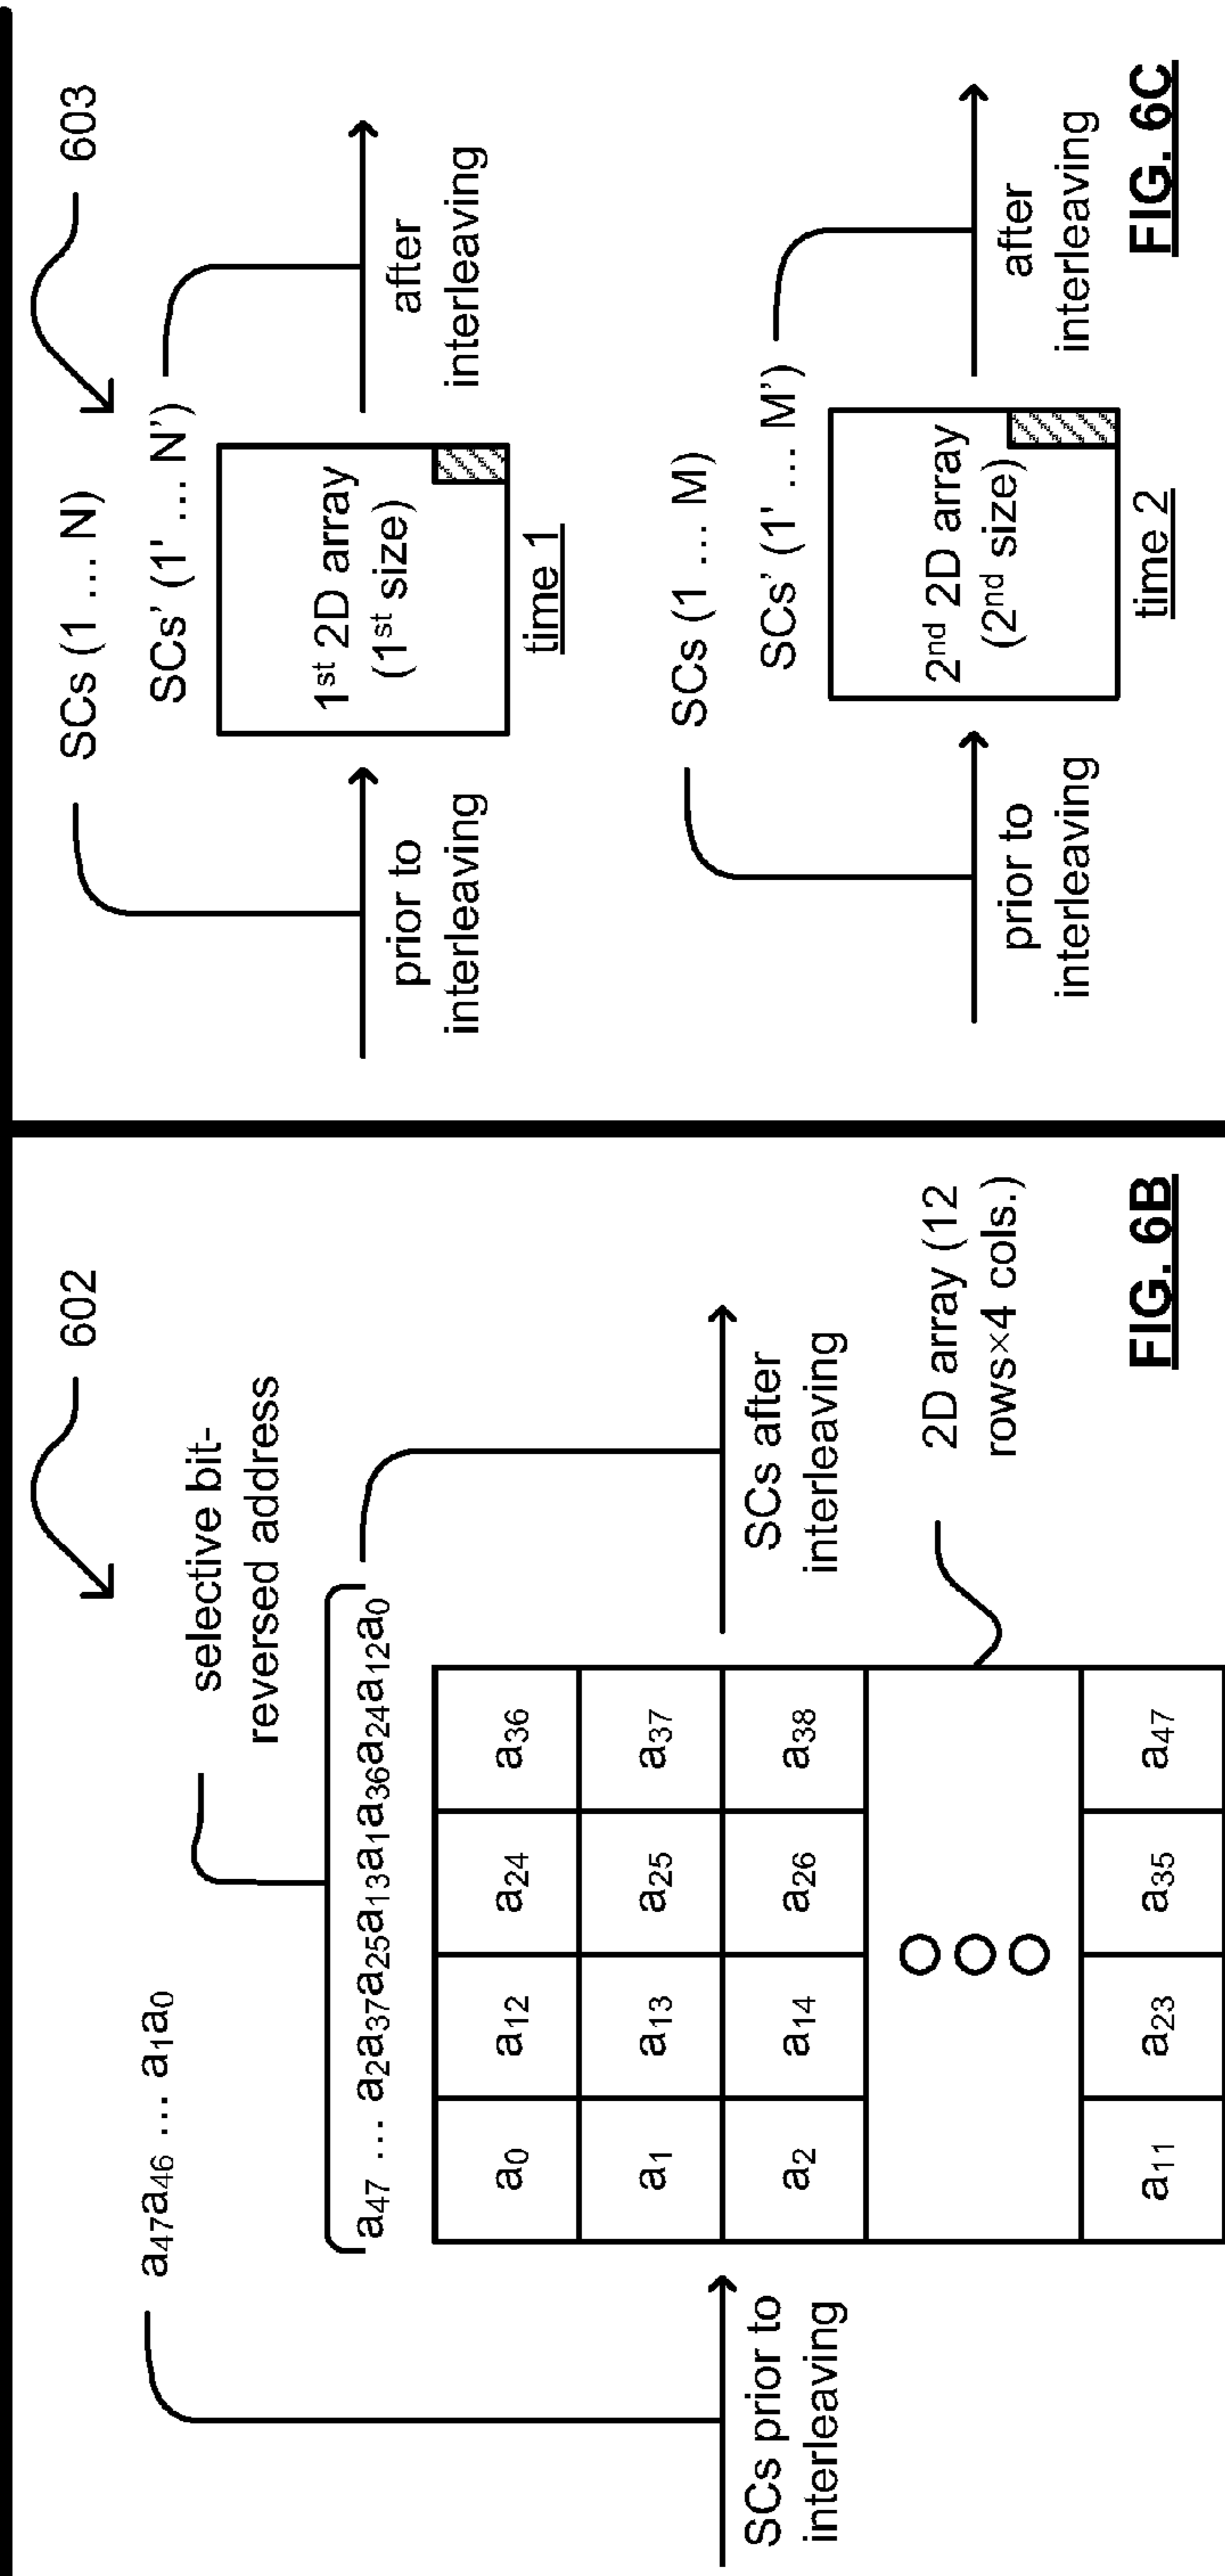 602
a47a46 … a1a0
selective bit-
reversed address
a47 … a2a37a25a13a1a36a24a12a0
a0 a12 a24 a36
a1 a13 a25 a37
a2 a14 a26 a38
a11 a23 a35 a47
SCs prior to
interleaving
SCs after
interleaving
2D array (12
rows×4 cols.)
FIG. 6B
603
SCs (1 … N)
SCs’ (1' … N’)
1st 2D array
(1st size)
prior to
interleaving
after
interleaving
time 1
SCs (1 … M)
SCs’ (1' … M’)
2nd 2D array
(2nd size)
prior to
interleaving
after
interleaving
time 2
FIG. 6C